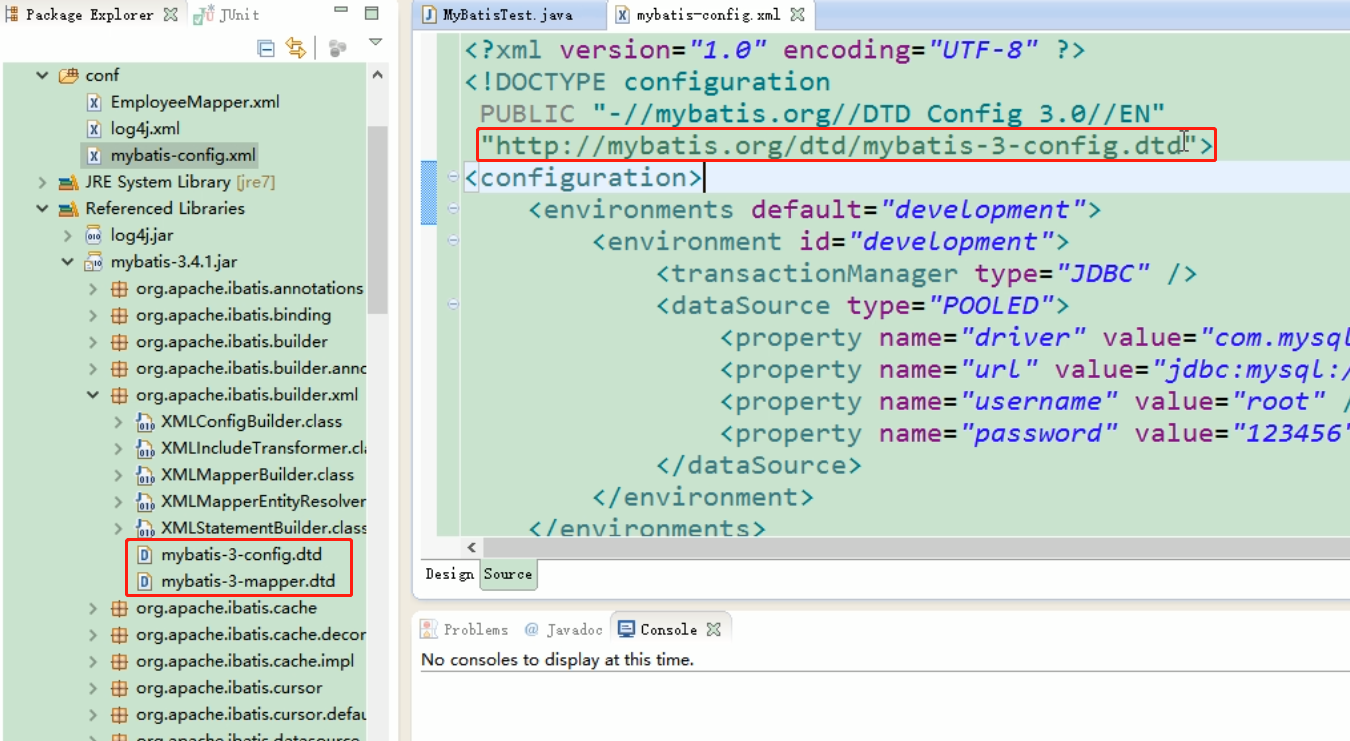 Package Explorer
JUnit
conf
EmployeeMapper.xml
log4j.xml
mybatis-config.xml
JRE System Library [jre7]
Referenced Libraries
log4j.jar
mybatis-3.4.1.jar
org.apache.ibatis.annotations
org.apache.ibatis.binding
org.apache.ibatis.builder
org.apache.ibatis.builder.anno
org.apache.ibatis.builder.xml
XMLConfigBuilder.class
XMLIncludeTransformer.cla
XMLMapperBuilder.class
XMLMapperEntityResolver
XMLStatementBuilder.class
mybatis-3-config.dtd
mybatis-3-mapper.dtd
org.apache.ibatis.cache
org.apache.ibatis.cache.decor
org.apache.ibatis.cache.impl
org.apache.ibatis.cursor
org.apache.ibatis.cursor.defau
org.apache.ibatis.datasource
MyBatisTest.java
mybatis-config.xml
<?xml version="1.0" encoding="UTF-8" ?>
<!DOCTYPE configuration
PUBLIC "-//mybatis.org//DTD Config 3.0//EN"
"http://mybatis.org/dtd/mybatis-3-config.dtd">
<configuration>
<environments default="development">
<environment id="development">
<transactionManager type="JDBC" />
<dataSource type="POOLED">
<property name="driver" value="com.mysql
<property name="url" value="jdbc:mysql:/
<property name="username" value="root" /
<property name="password" value="123456"
</dataSource>
</environment>
</environments>
Design Source
Problems @ Javadoc Console
No consoles to display at this time.